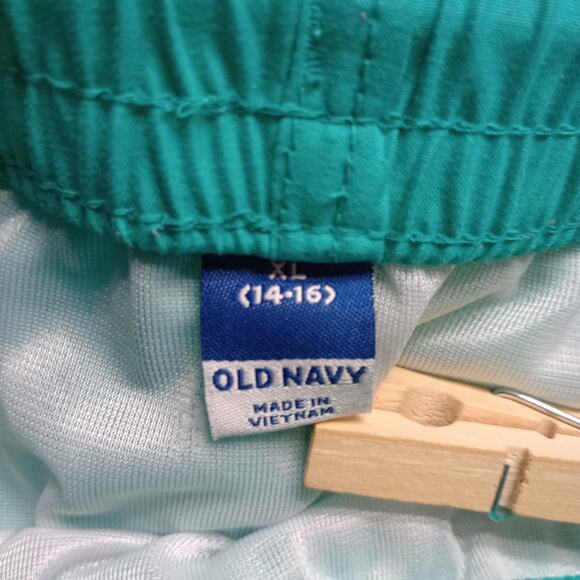 XL
(14-16)
OLD NAVY
MADE IN
VIETNAM